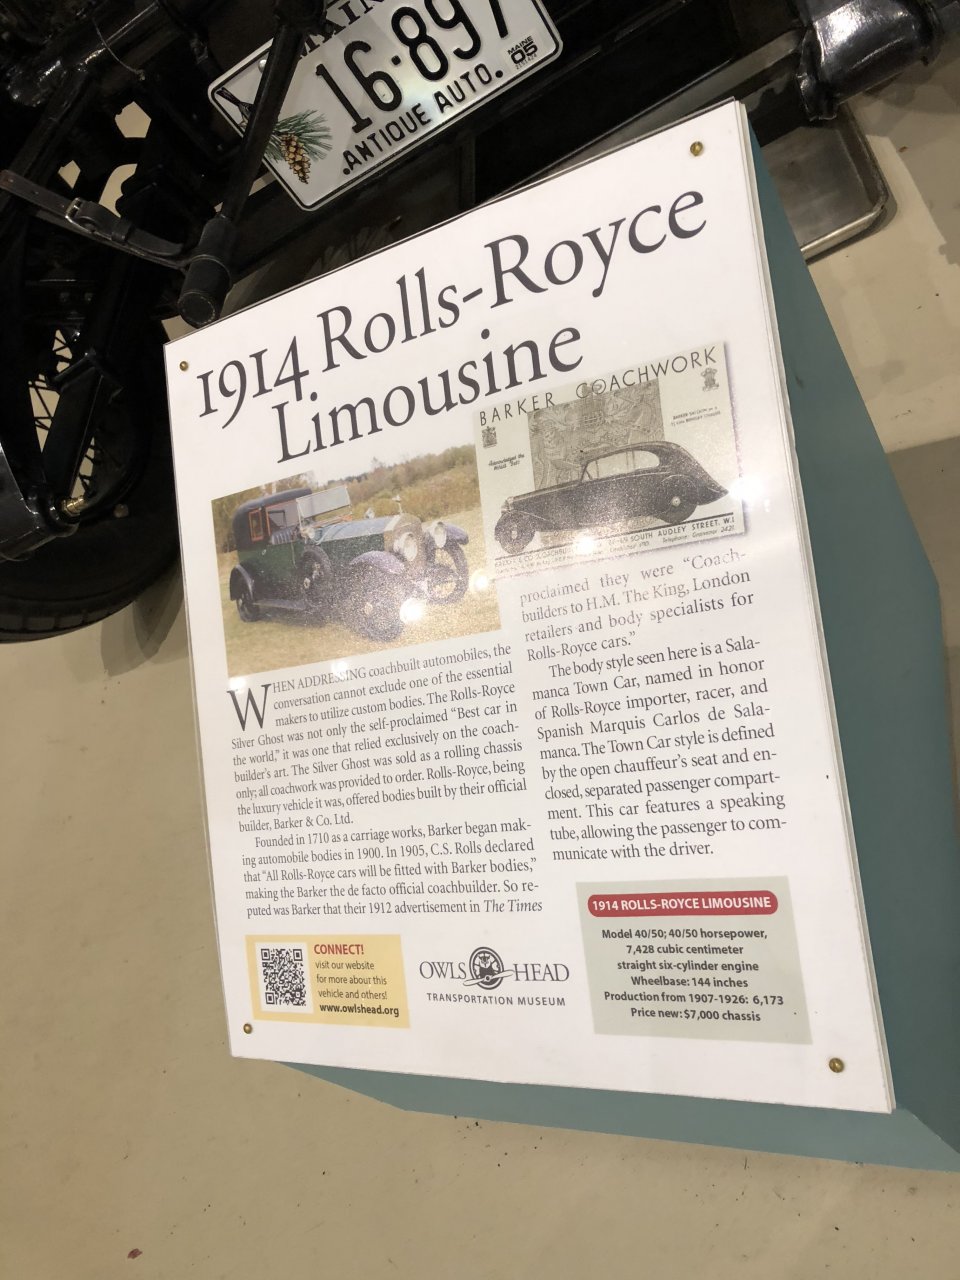 16·897
ANTIQUE AUTO.
MAINE
05
1914 Rolls-Royce
Limousine
BARKER COACHWORK
SOUTH AUDLEY STREET. W.1
WHEN ADDRESSING coachbuilt automobiles, the
conversation cannot exclude one of the essential
makers to utilize custom bodies. The Rolls-Royce
Silver Ghost was not only the self-proclaimed “Best car in
the world,” it was one that relied exclusively on the coach-
builder’s art. The Silver Ghost was sold as a rolling chassis
only; all coachwork was provided to order. Rolls-Royce, being
the luxury vehicle it was, offered bodies built by their official
builder, Barker & Co. Ltd.
Founded in 1710 as a carriage works, Barker began mak-
ing automobile bodies in 1900. In 1905, C.S. Rolls declared
that “All Rolls-Royce cars will be fitted with Barker bodies,”
making the Barker the de facto official coachbuilder. So re-
puted was Barker that their 1912 advertisement in The Times
proclaimed they were “Coach-
builders to H.M. The King, London
retailers and body specialists for
Rolls-Royce cars.”
The body style seen here is a Sala-
manca Town Car, named in honor
of Rolls-Royce importer, racer, and
Spanish Marquis Carlos de Sala-
manca. The Town Car style is defined
by the open chauffeur’s seat and en-
closed, separated passenger compart-
ment. This car features a speaking
tube, allowing the passenger to com-
municate with the driver.
CONNECT!
visit our website
for more about this
vehicle and others!
www.owlshead.org
OWLS HEAD
TRANSPORTATION MUSEUM
1914 ROLLS-ROYCE LIMOUSINE
Model 40/50; 40/50 horsepower,
7,428 cubic centimeter
straight six-cylinder engine
Wheelbase: 144 inches
Production from 1907-1926: 6,173
Price new: $7,000 chassis